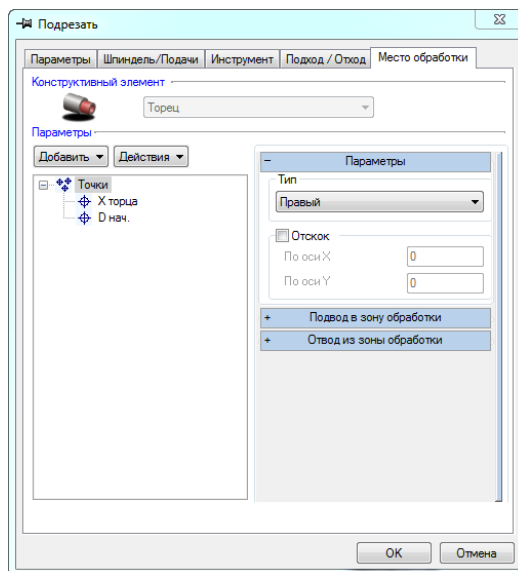 Подрезать
Параметры Шпиндель/Подачи Инструмент Подход / Отход Место обработки
Конструктивный элемент
Торец
Параметры
Добавить Действия
Точки
X торца
D нач.
Параметры
Тип
Правый
Отскок
По оси X 0
По оси Y 0
+ Подвод в зону обработки
+ Отвод из зоны обработки
OK Отмена